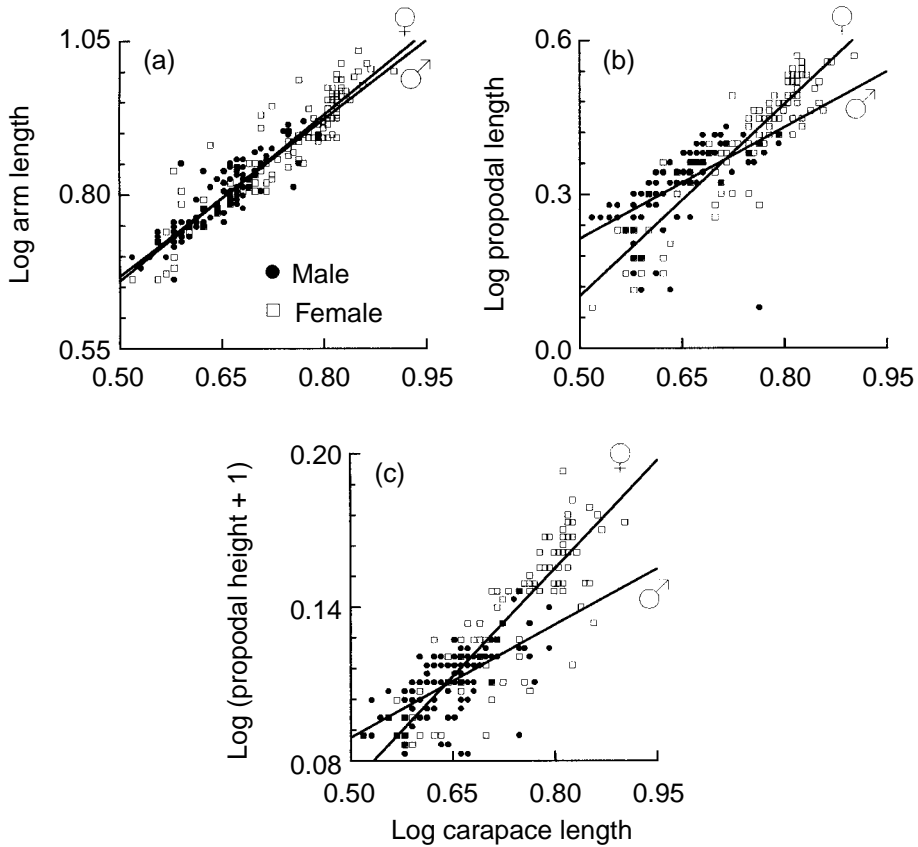 ♀
1.05
(a)
♂
Log arm length
0.80
Male
Female
0.55
0.50 0.65 0.80 0.95
♀
0.6
(b)
♂
Log propodal length
0.3
0.0
0.50 0.65 0.80 0.95
♀
0.20
(c)
Log (propodal height + 1)
0.14
♂
0.08
0.50 0.65 0.80 0.95
Log carapace length